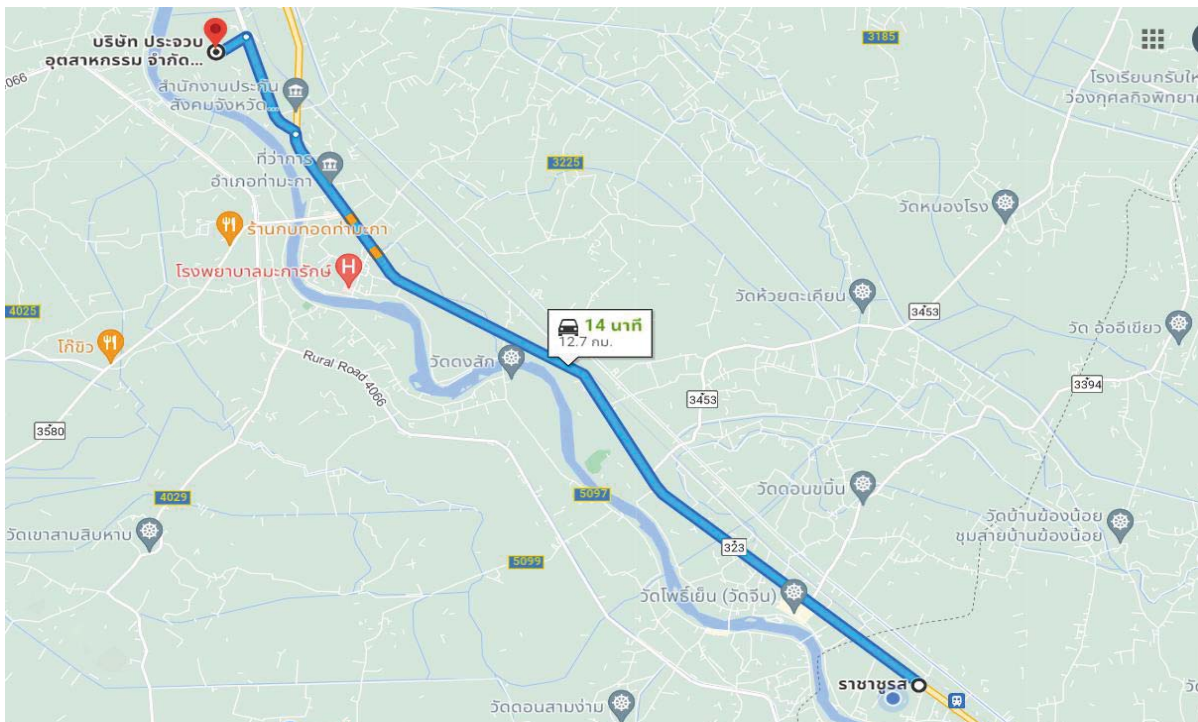 บริษัท ประจวบ
อุตสาหกรรม จำกัด...
3185
โรงเรียนกรับให
ว่องกุศลกิจพิทยาค
4066
สำนักงานประกัน
สังคมจังหวัด...
ที่ว่าการ
อำเภอท่ามะกา
3225
วัดหนองโรง
ร้านกบทอดท่ามะกา
โรงพยาบาลมะการักษ์
H
วัดห้วยตะเคียน
4025
3453
วัด อ้ออีเขียว
14 นาที
12.7 กม.
โก๊ขิว
วัดดงสัก
Rural Road 4066
3394
3453
3580
วัดดอนขมิ้น
4029
5097
วัดบ้านฆ้องน้อย
ชุมสายบ้านฆ้องน้อย
วัดเขาสามสิบหาบ
323
5099
วัดโพธิ์เย็น (วัดจีน)
ราชาชูรส
วัดดอนสามง่าม